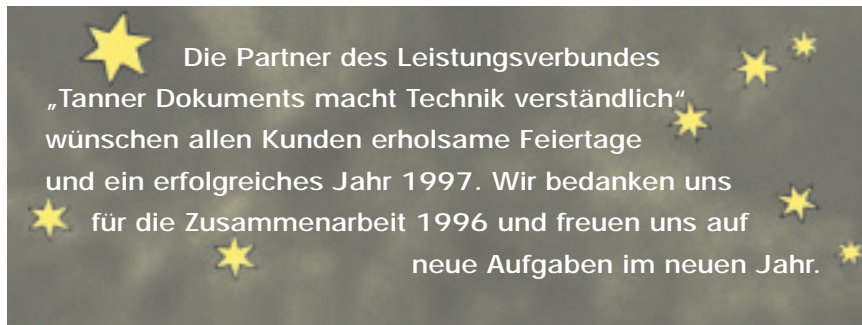 Die Partner des Leistungsverbundes
„Tanner Dokuments macht Technik verständlich“
wünschen allen Kunden erholsame Feiertage
und ein erfolgreiches Jahr 1997. Wir bedanken uns
für die Zusammenarbeit 1996 und freuen uns auf
neue Aufgaben im neuen Jahr.